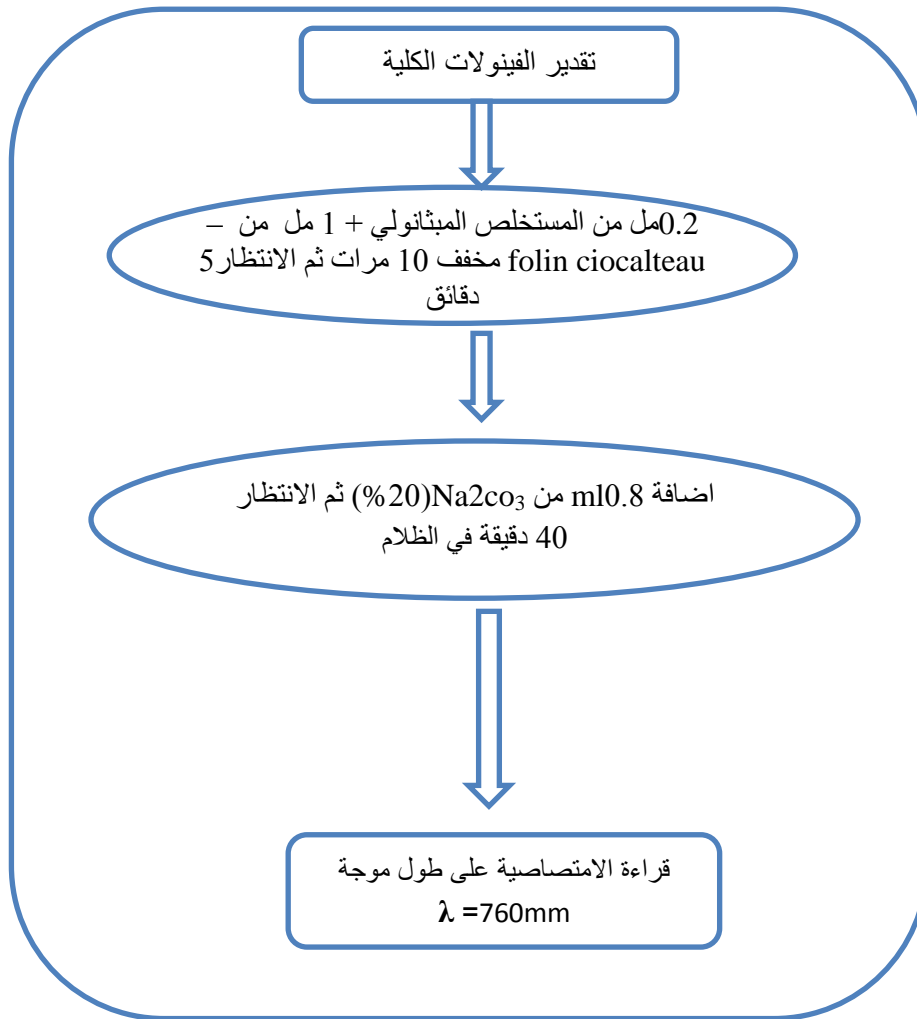 تقدير الفينولات الكلية
0.2مل من المستخلص الميثانولي + 1 مل من –
folin ciocalteau مخفف 10 مرات ثم الانتظار5
دقائق
اضافة ml0.8 من Na2co₃(%20) ثم الانتظار
40 دقيقة في الظلام
قراءة الامتصاصية على طول موجة
λ =760mm